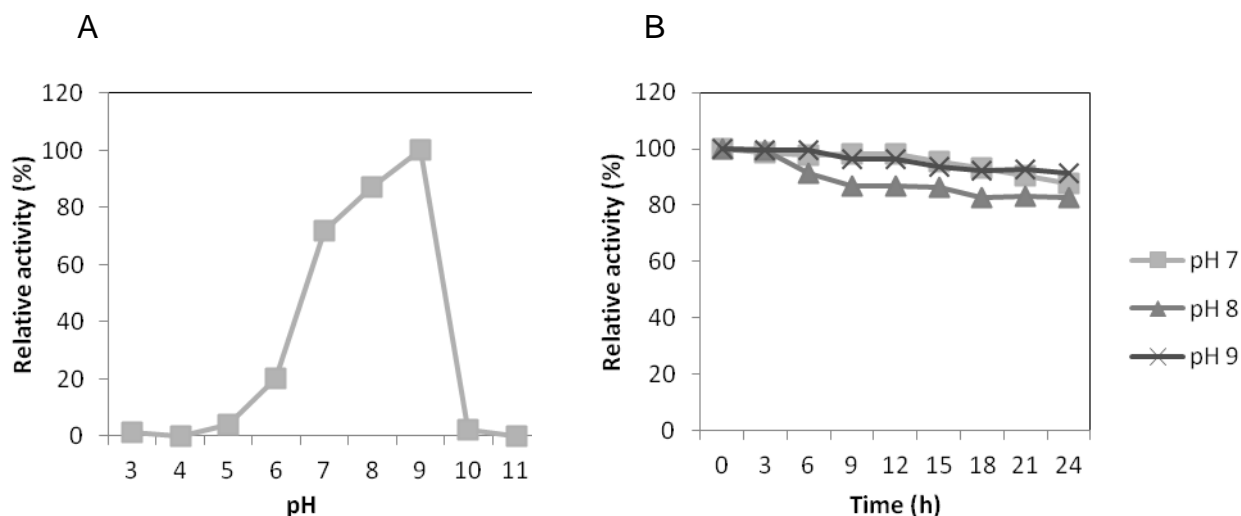 A
B
Relative activity (%)
120
100
80
60
40
20
0
3 4 5 6 7 8 9 10 11
pH
Relative activity (%)
120
100
80
60
40
20
0
0 3 6 9 12 15 18 21 24
Time (h)
pH 7
pH 8
pH 9